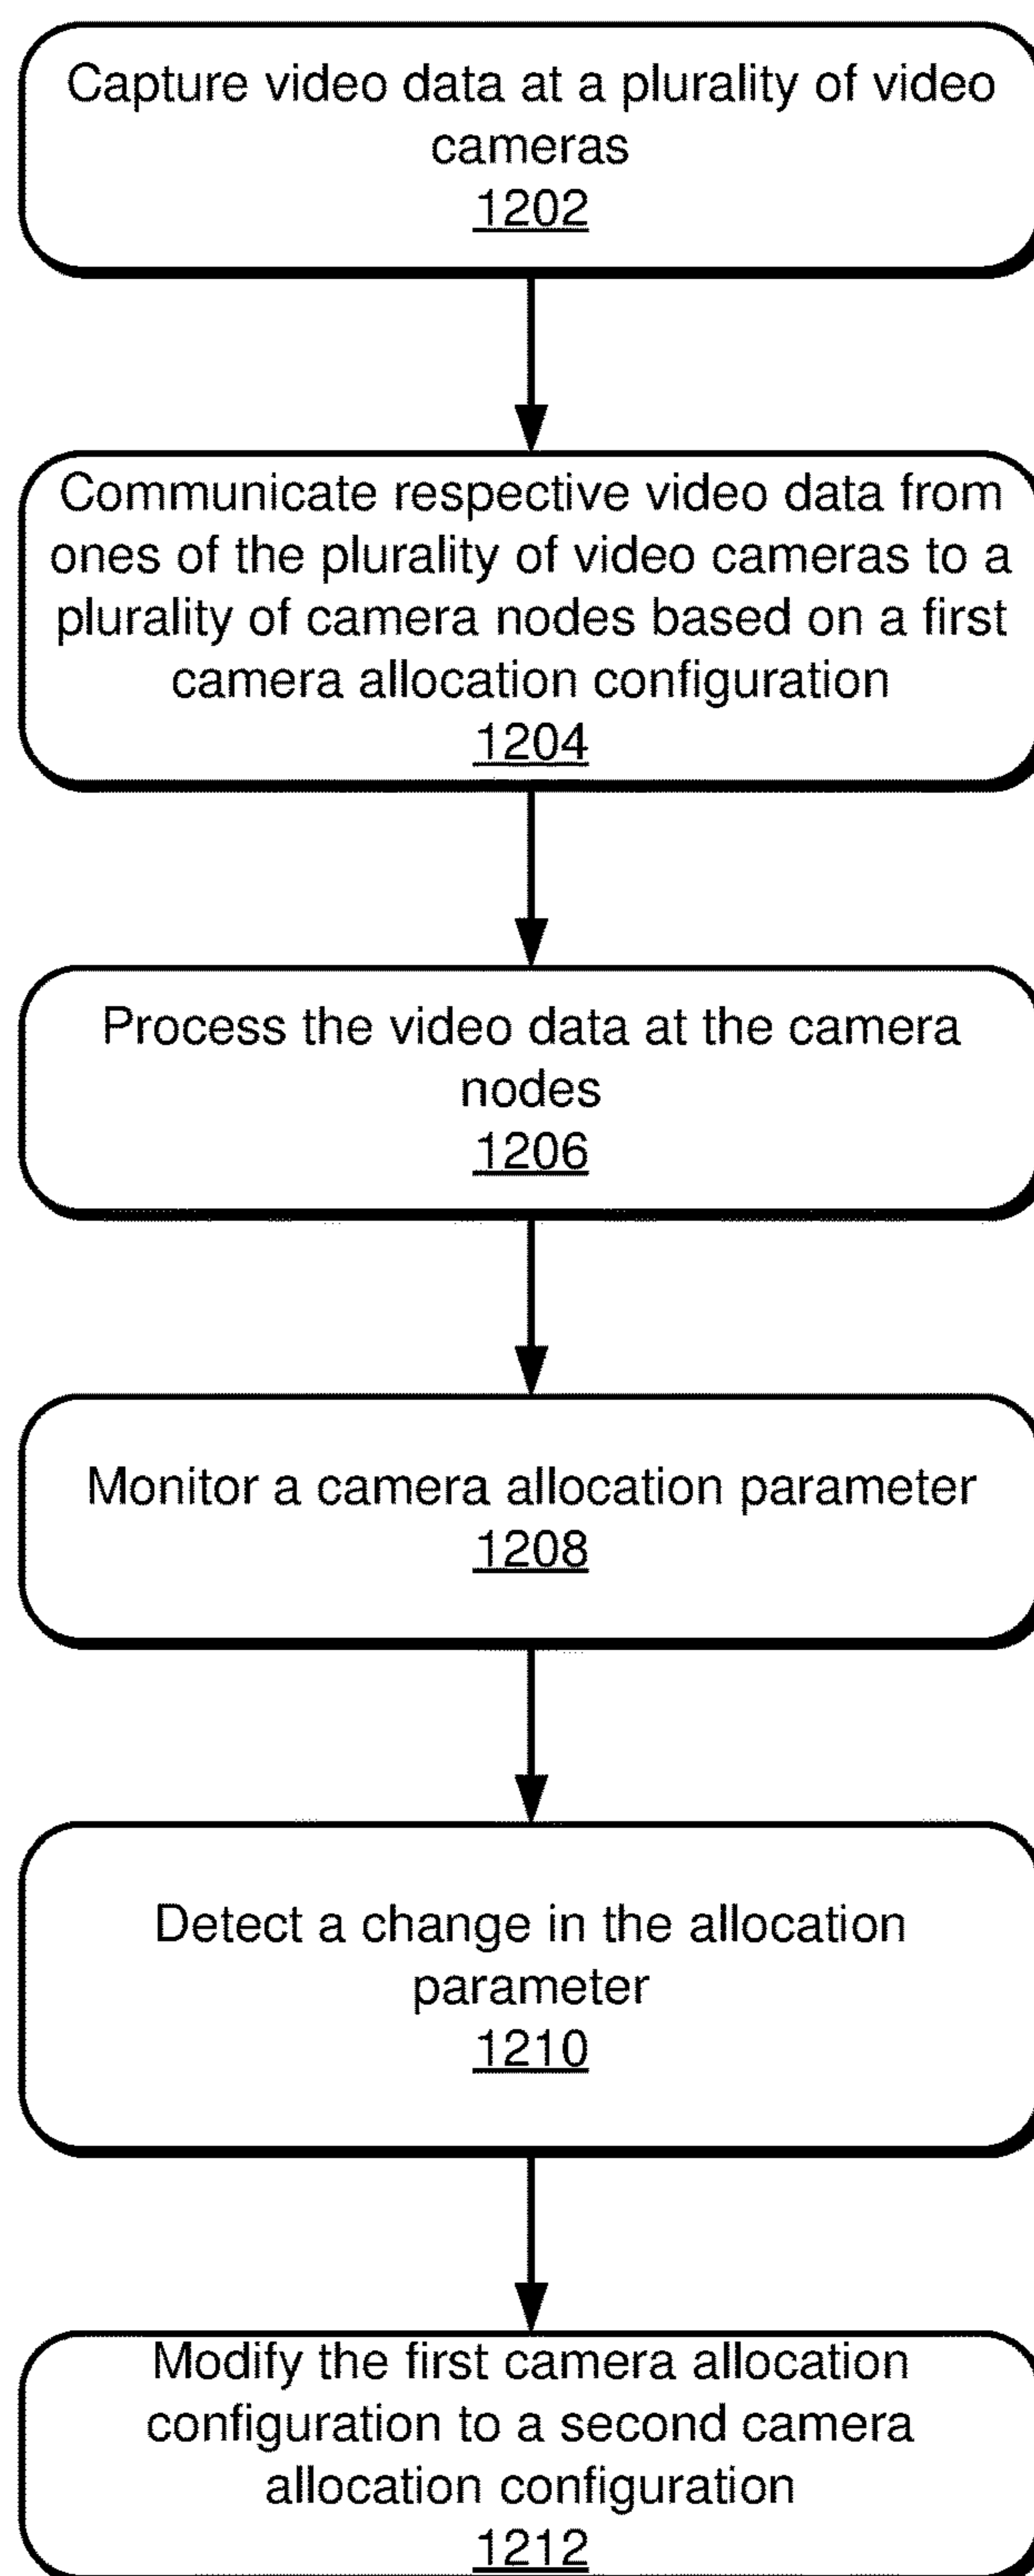 Capture video data at a plurality of video
cameras
1202
Communicate respective video data from
ones of the plurality of video cameras to a
plurality of camera nodes based on a first
camera allocation configuration
1204
Process the video data at the camera
nodes
1206
Monitor a camera allocation parameter
1208
Detect a change in the allocation
parameter
1210
Modify the first camera allocation
configuration to a second camera
allocation configuration
1212